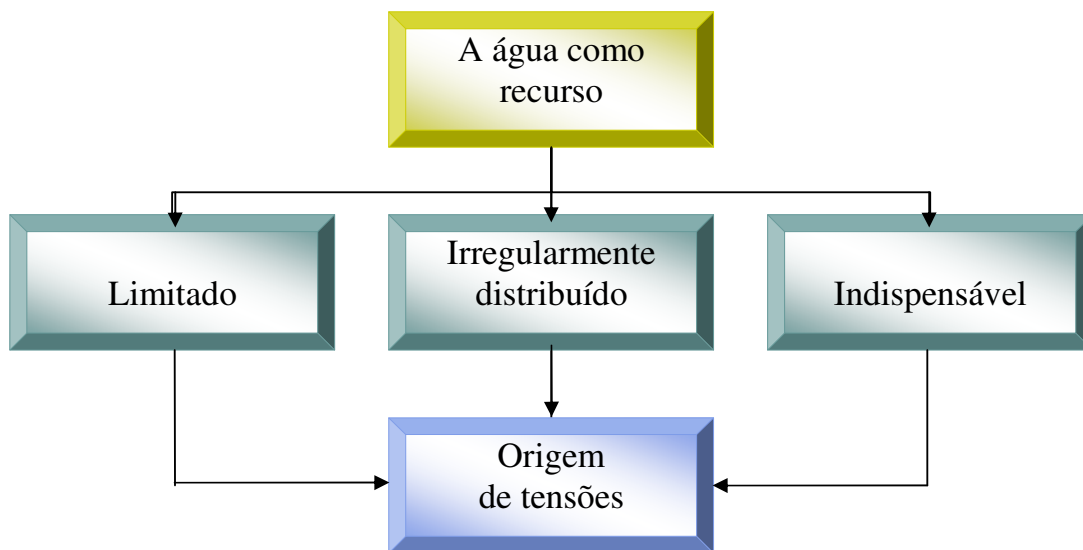 A água como
recurso
Limitado
Irregularmente
distribuído
Indispensável
Origem
de tensões